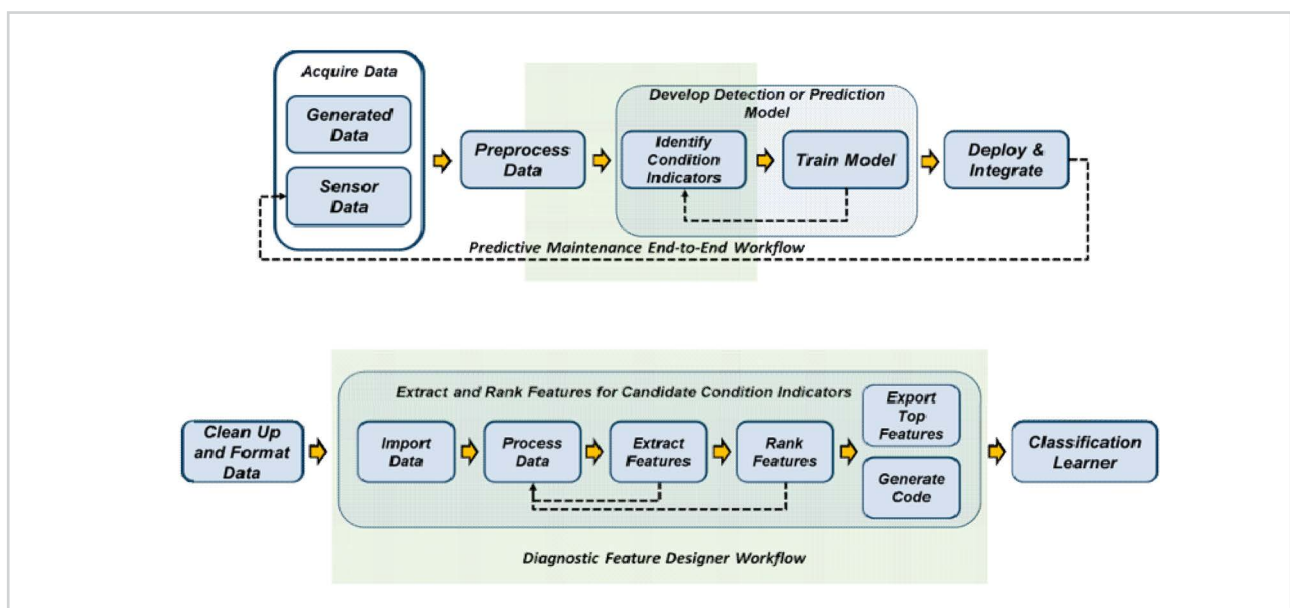 Acquire Data
Generated
Data
Sensor
Data
Preprocess
Data
Develop Detection or Prediction
Model
Identify
Condition
Indicators
Train Model
Deploy &
Integrate
Predictive Maintenance End-to-End Workflow
Extract and Rank Features for Candidate Condition Indicators
Clean Up
and Format
Data
Import
Data
Process
Data
Extract
Features
Rank
Features
Export
Top
Features
Generate
Code
Classification
Learner
Diagnostic Feature Designer Workflow